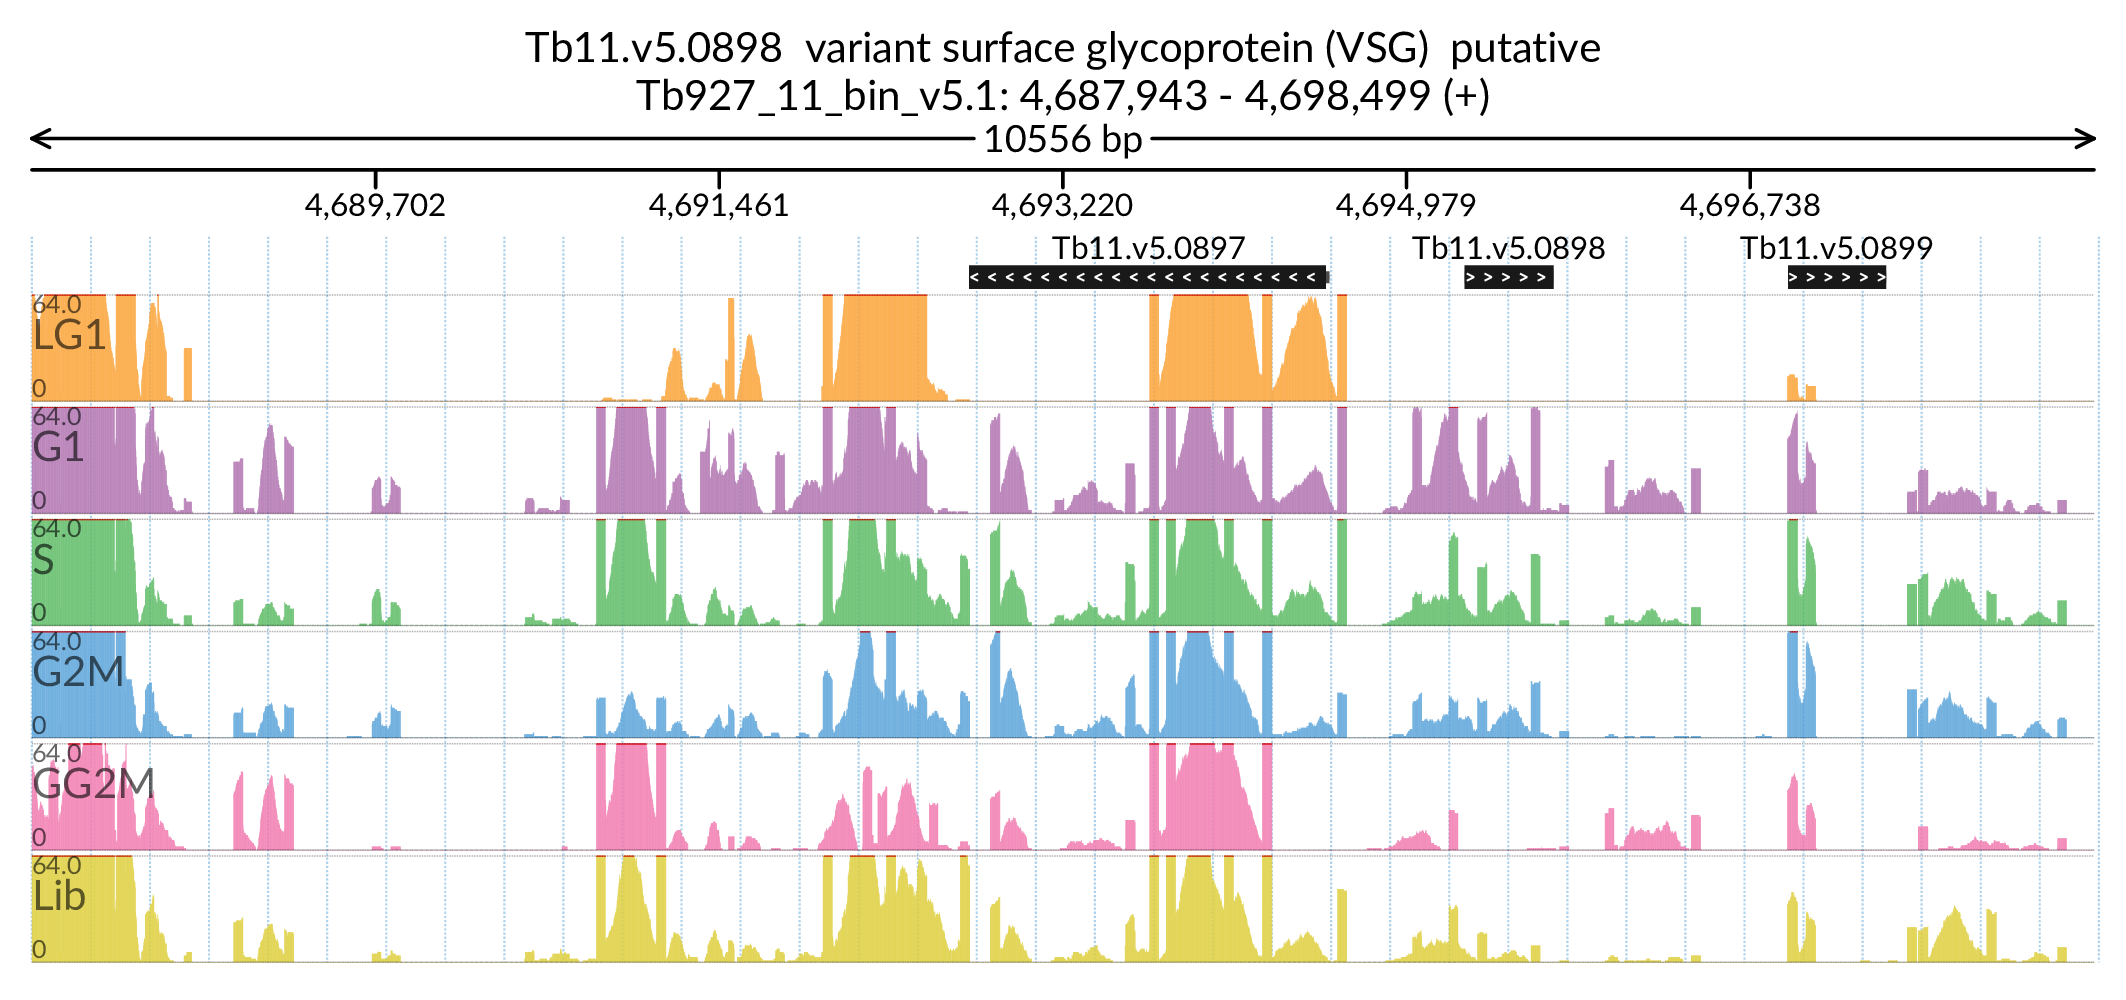 Tb11.v5.0898  variant surface glycoprotein (VSG)  putative
Tb927_11_bin_v5.1: 4,687,943 - 4,698,499 (+)
10556 bp
4,689,702 4,691,461 4,693,220 4,694,979 4,696,738
Tb11.v5.0897 Tb11.v5.0898 Tb11.v5.0899
64.0
LG1
0
64.0
G1
0
64.0
S
0
64.0
G2M
0
64.0
GG2M
0
64.0
Lib
0